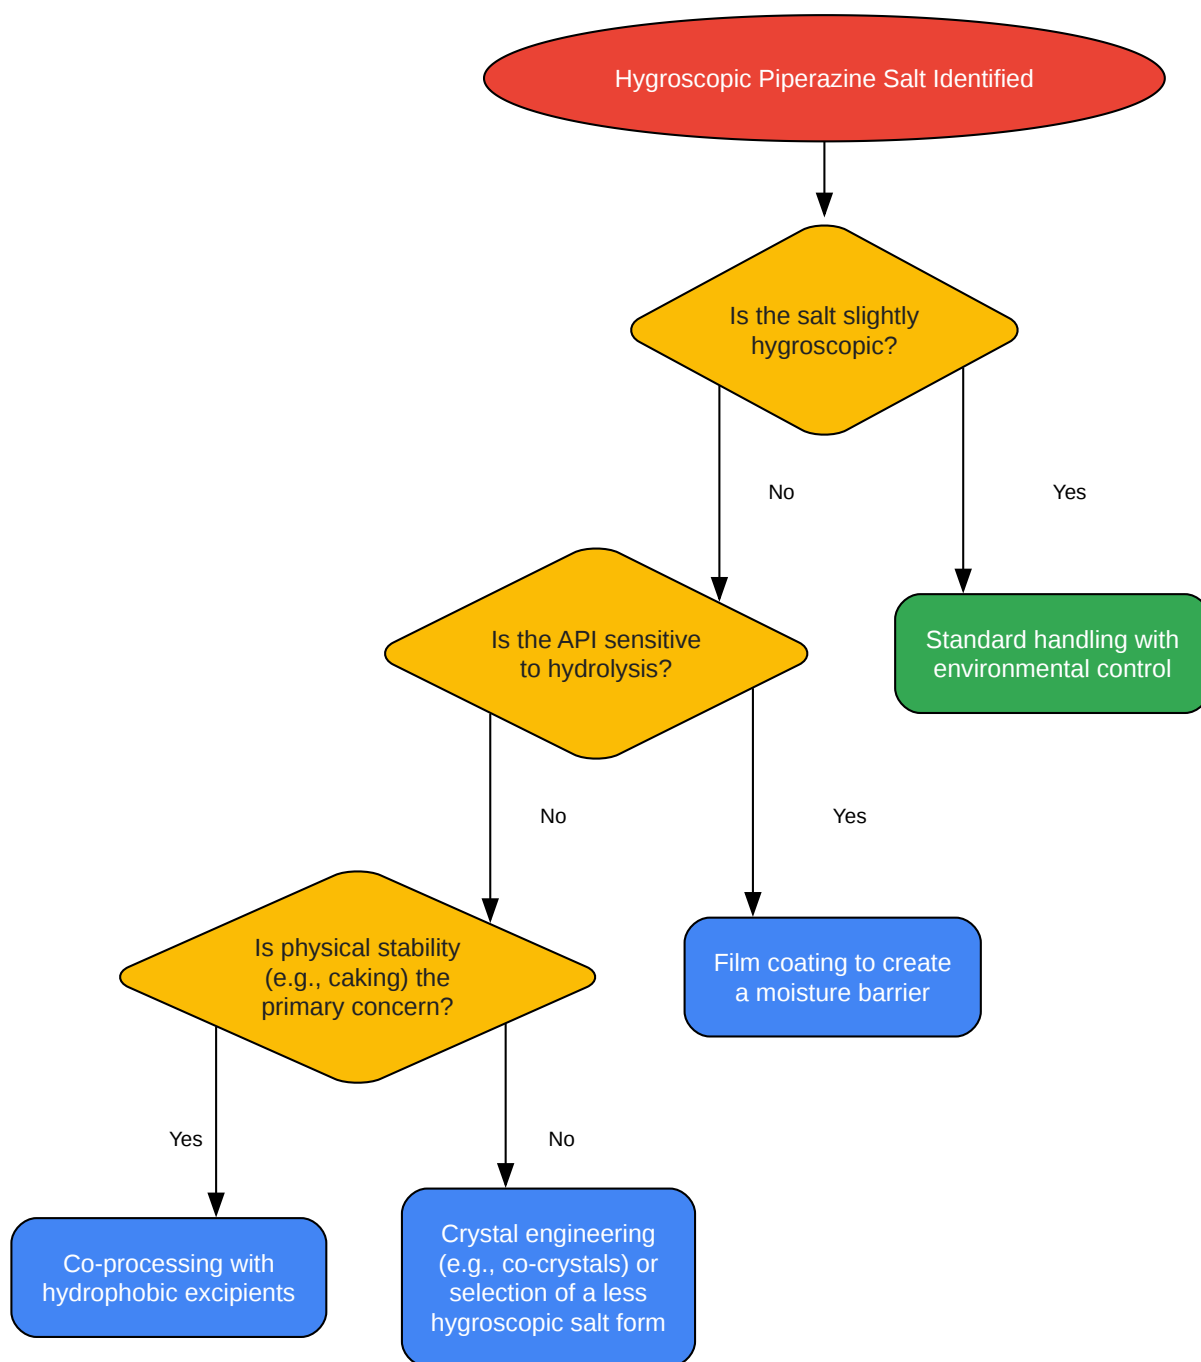 Hygroscopic Piperazine Salt Identified
Is the salt slightly
hygroscopic?
No
Yes
Is the API sensitive
to hydrolysis?
Standard handling with
environmental control
No
Yes
Is physical stability
(e.g., caking) the
primary concern?
Film coating to create
a moisture barrier
Yes
No
Co-processing with
hydrophobic excipients
Crystal engineering
(e.g., co-crystals) or
selection of a less
hygroscopic salt form